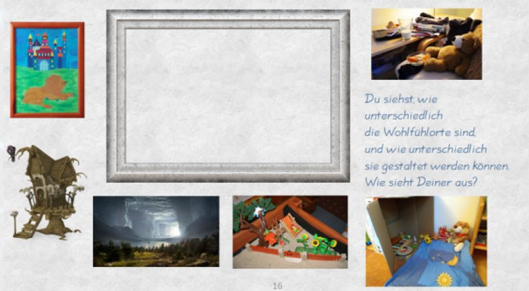 Du siehst, wie
unterschiedlich
die Wohlfühlorte sind,
und wie unterschiedlich
sie gestaltet werden können.
Wie sieht Deiner aus?
16